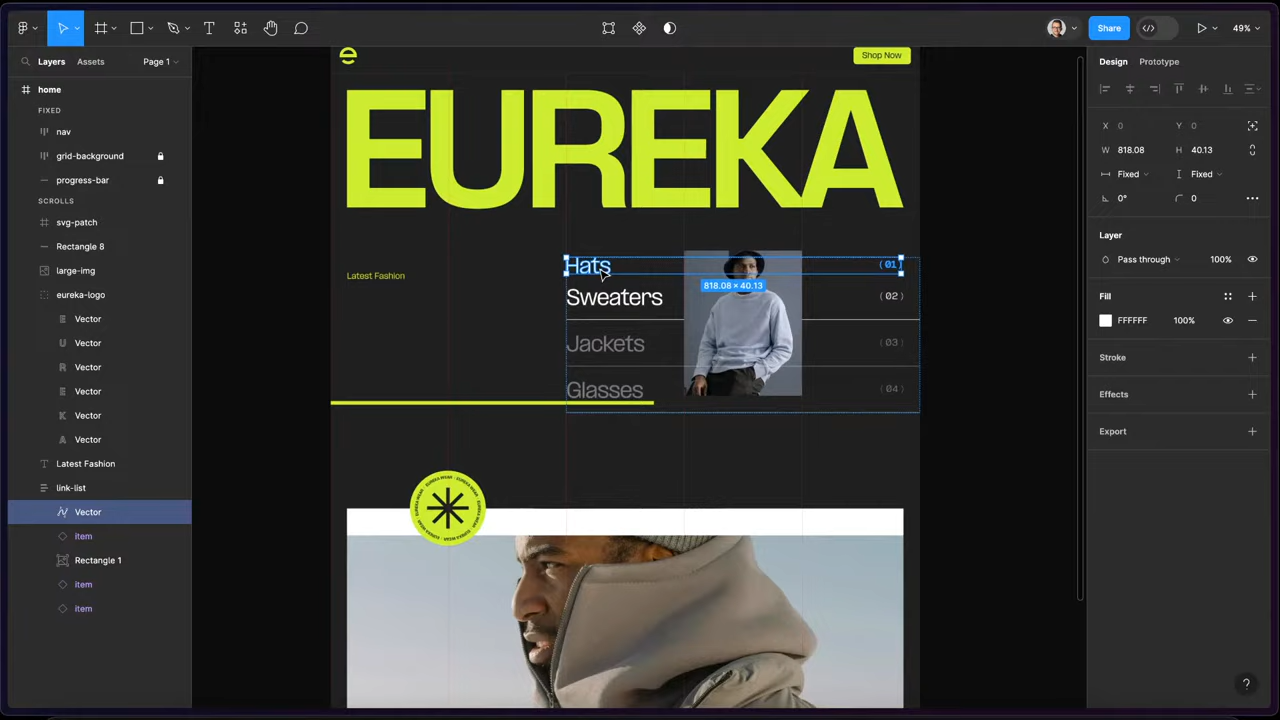 Share
49%
Layers
Assets
Page 1
home
FIXED
nav
grid-background
progress-bar
SCROLLS
svg-patch
Rectangle 8
large-img
eureka-logo
E Vector
U Vector
R Vector
E Vector
K Vector
A Vector
T Latest Fashion
link-list
Vector
item
Rectangle 1
item
item
e
Shop Now
EUREKA
Latest Fashion
Hats
( 01 )
818.08 × 40.13
Sweaters
( 02 )
Jackets
( 03 )
Glasses
( 04 )
EUREKA WEAR
Design
Prototype
X 0
Y 0
W 818.08
H 40.13
Fixed
Fixed
0°
0
Layer
Pass through
100%
Fill
FFFFFF
100%
Stroke
Effects
Export
?